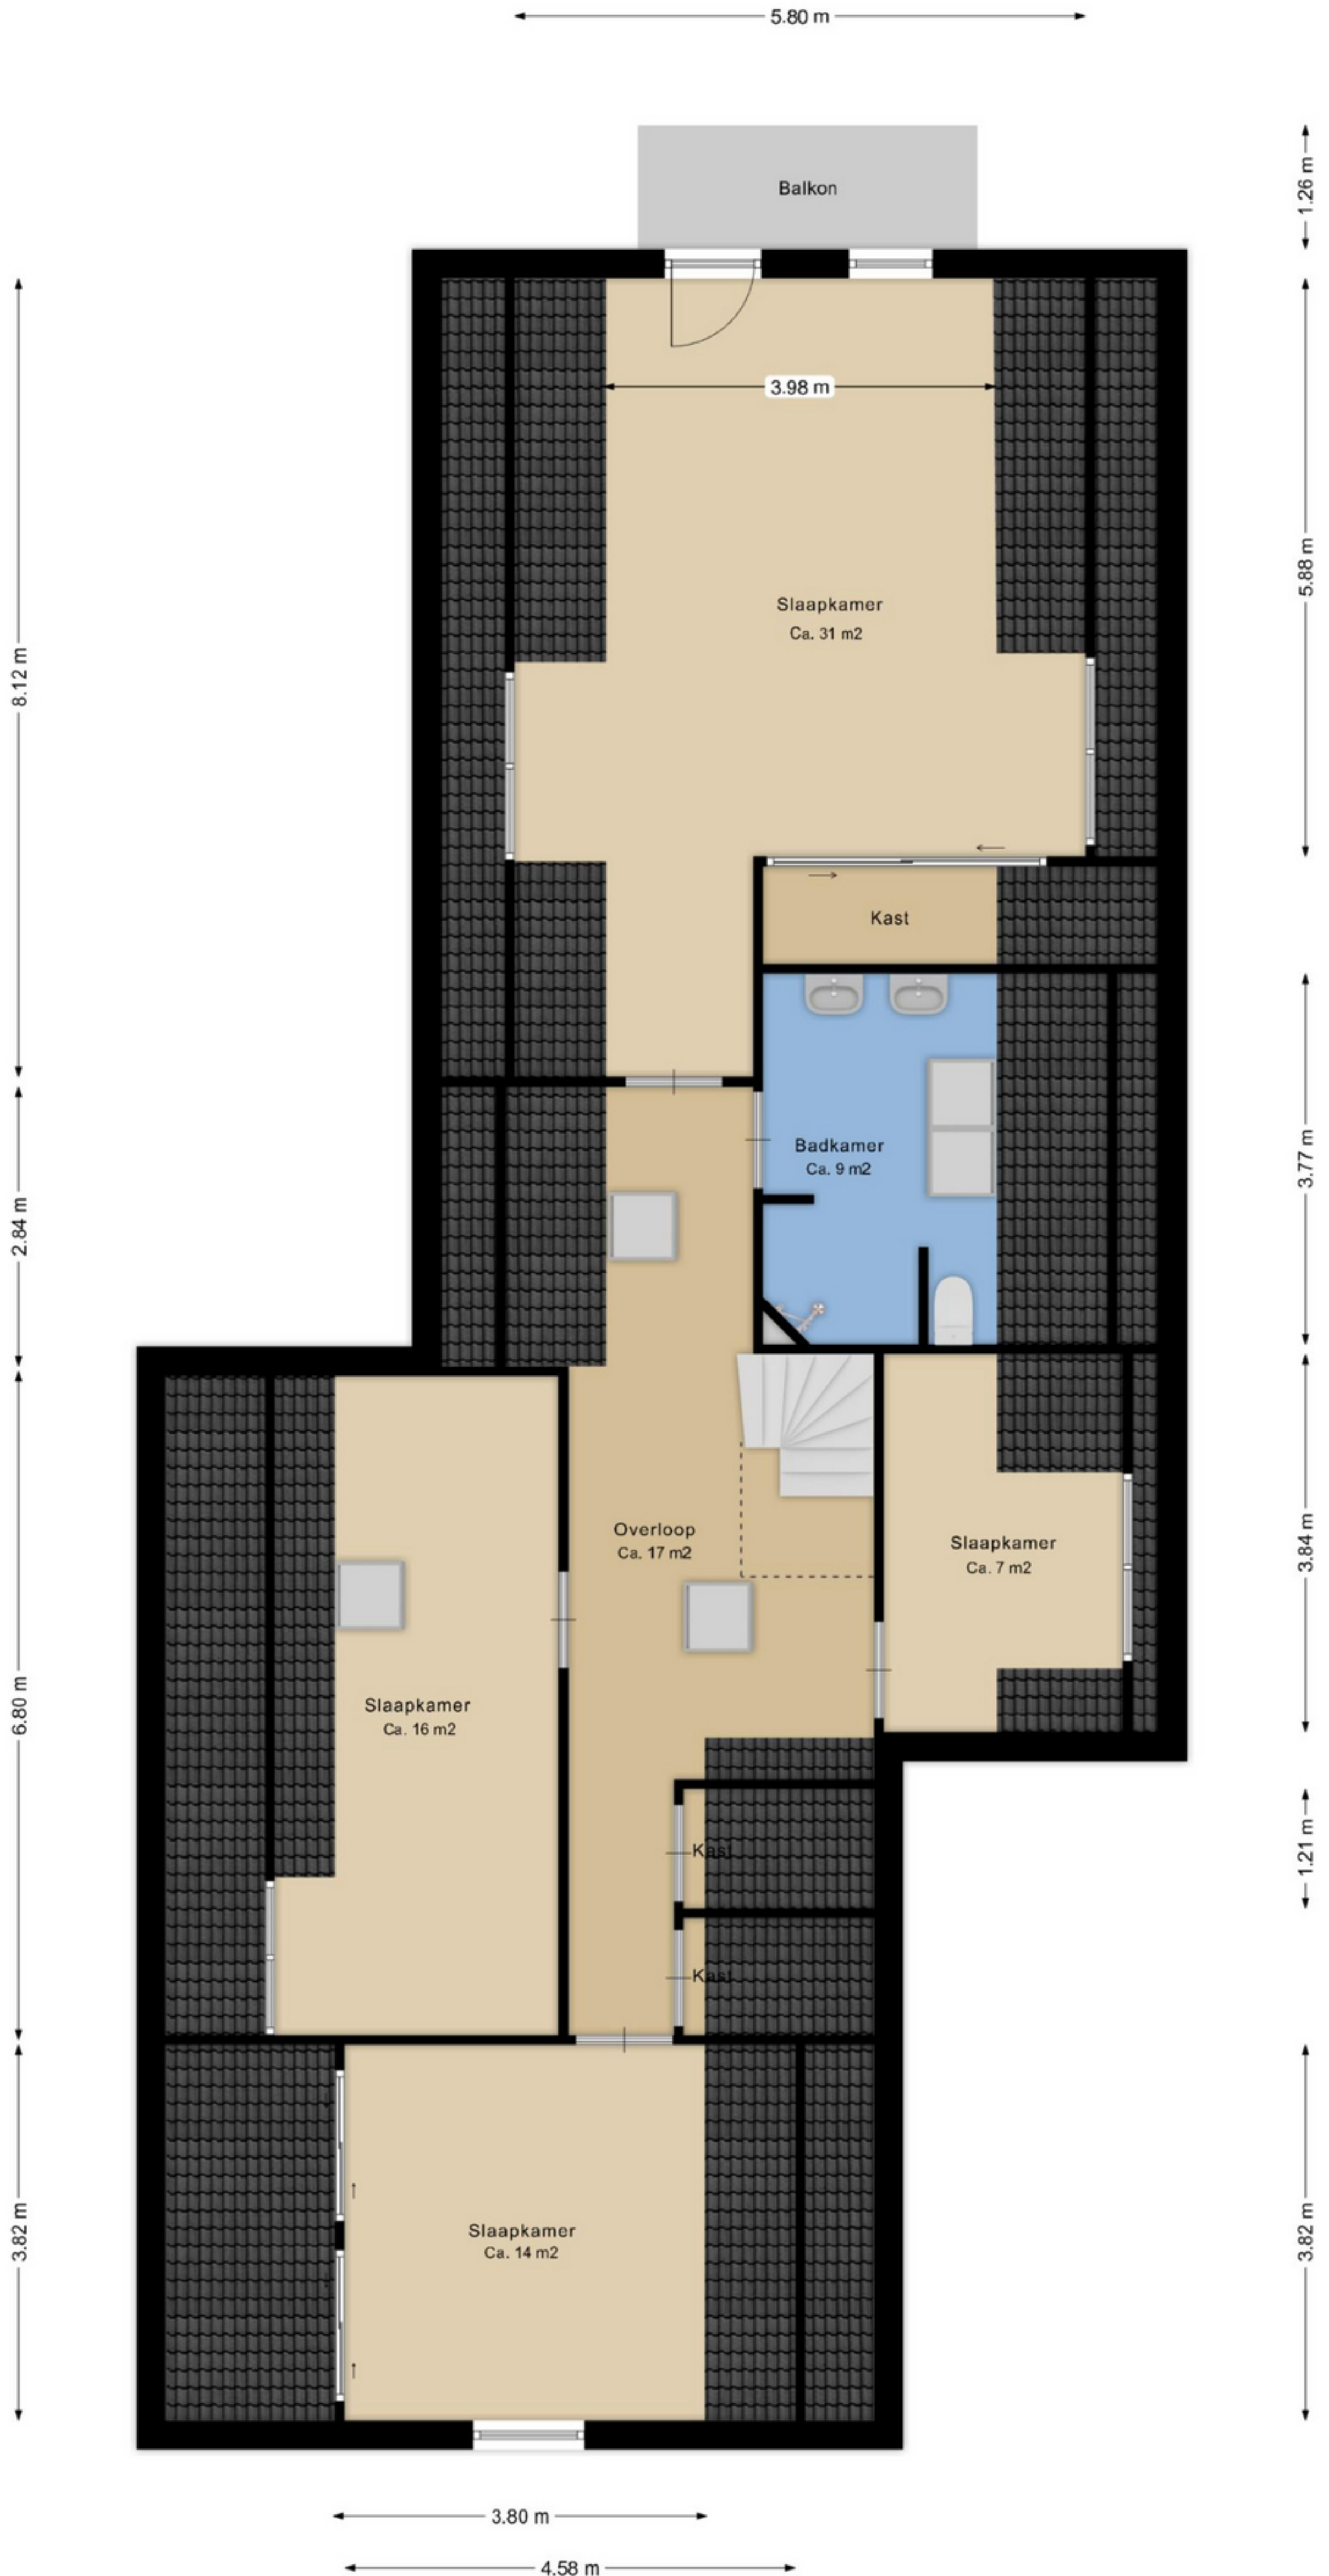 5.80 m
1.26 m
Balkon
3.98 m
5.88 m
Slaapkamer
Ca. 31 m2
8.12 m
Kast
Badkamer
Ca. 9 m2
3.77 m
2.84 m
Overloop
Ca. 17 m2
Slaapkamer
Ca. 7 m2
3.84 m
Slaapkamer
Ca. 16 m2
6.80 m
Kast
1.21 m
Kast
Slaapkamer
Ca. 14 m2
3.82 m
3.82 m
3.80 m
4.58 m